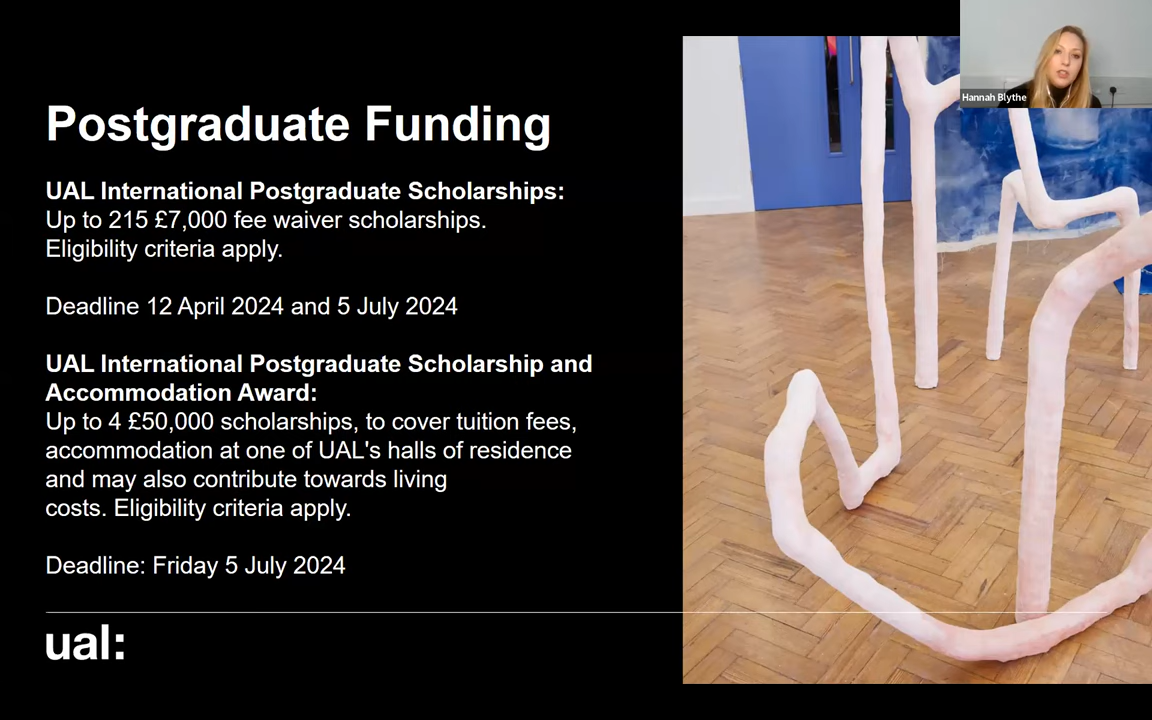 Postgraduate Funding
UAL International Postgraduate Scholarships:
Up to 215 £7,000 fee waiver scholarships.
Eligibility criteria apply.
Deadline 12 April 2024 and 5 July 2024
UAL International Postgraduate Scholarship and
Accommodation Award:
Up to 4 £50,000 scholarships, to cover tuition fees,
accommodation at one of UAL's halls of residence
and may also contribute towards living
costs. Eligibility criteria apply.
Deadline: Friday 5 July 2024
ual:
Hannah Blythe